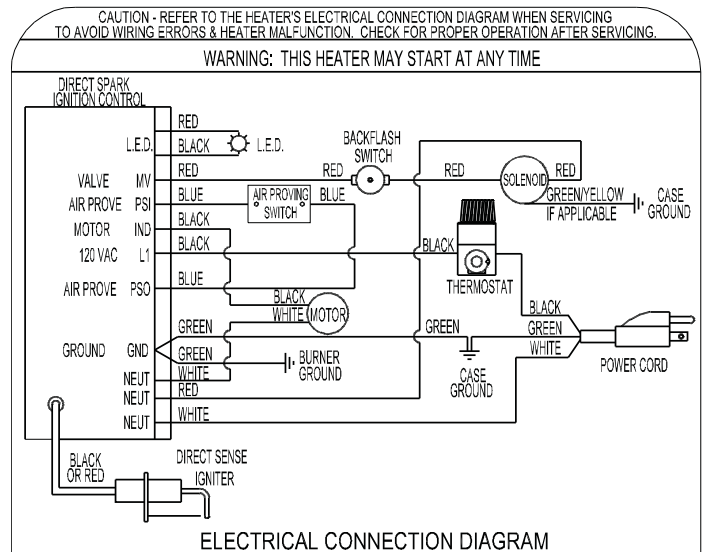 CAUTION - REFER TO THE HEATER'S ELECTRICAL CONNECTION DIAGRAM WHEN SERVICING
TO AVOID WIRING ERRORS & HEATER MALFUNCTION. CHECK FOR PROPER OPERATION AFTER SERVICING.
WARNING: THIS HEATER MAY START AT ANY TIME
DIRECT SPARK
IGNITION CONTROL
L.E.D.
RED
BLACK
L.E.D.
BACKFLASH
SWITCH
VALVE MV
RED
RED
RED
SOLENOID
RED
AIR PROVE PSI
BLUE
AIR PROVING
SWITCH
BLUE
GREEN/YELLOW
IF APPLICABLE
CASE
GROUND
MOTOR IND
BLACK
120 VAC L1
BLACK
BLACK
THERMOSTAT
AIR PROVE PSO
BLUE
BLACK
WHITE
MOTOR
BLACK
GREEN
WHITE
POWER CORD
GROUND GND
GREEN
GREEN
GREEN
BURNER
GROUND
CASE
GROUND
NEUT
WHITE
NEUT
RED
NEUT
WHITE
BLACK
OR RED
DIRECT SENSE
IGNITER
ELECTRICAL CONNECTION DIAGRAM